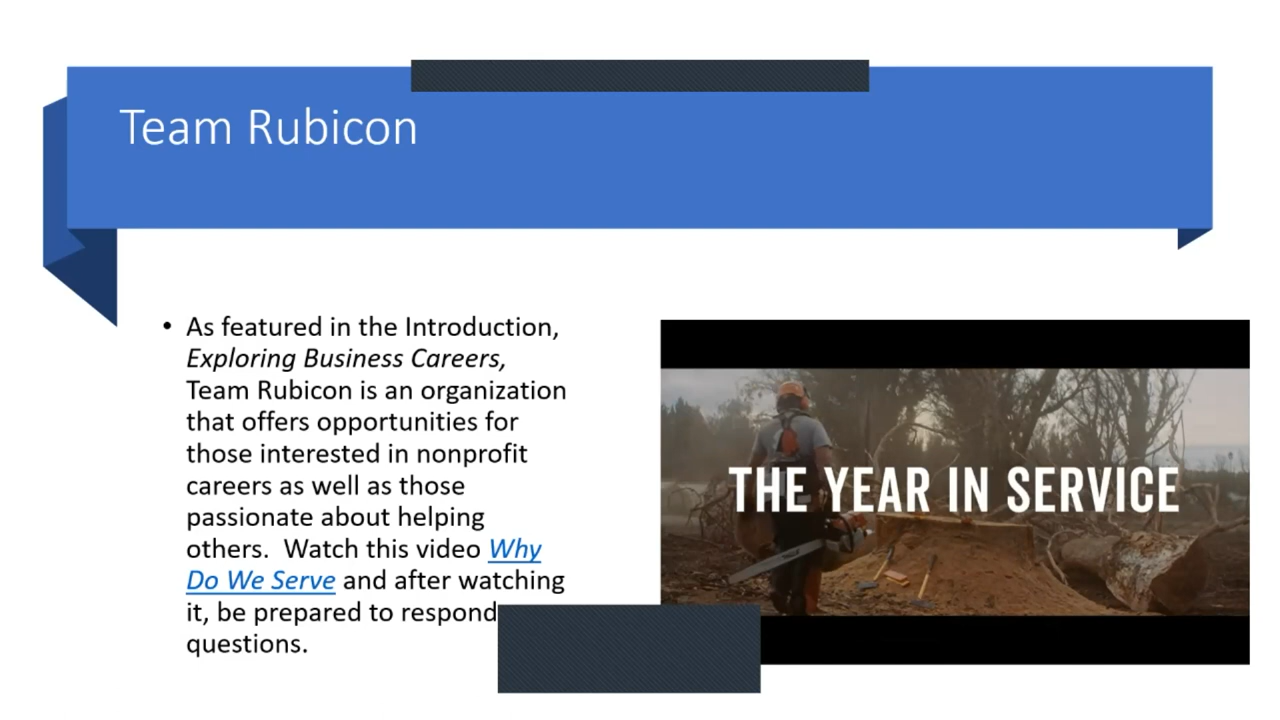 Team Rubicon
• As featured in the Introduction,
Exploring Business Careers,
Team Rubicon is an organization
that offers opportunities for
those interested in nonprofit
careers as well as those
passionate about helping
others.  Watch this video Why
Do We Serve and after watching
it, be prepared to respond
questions.
THE YEAR IN SERVICE